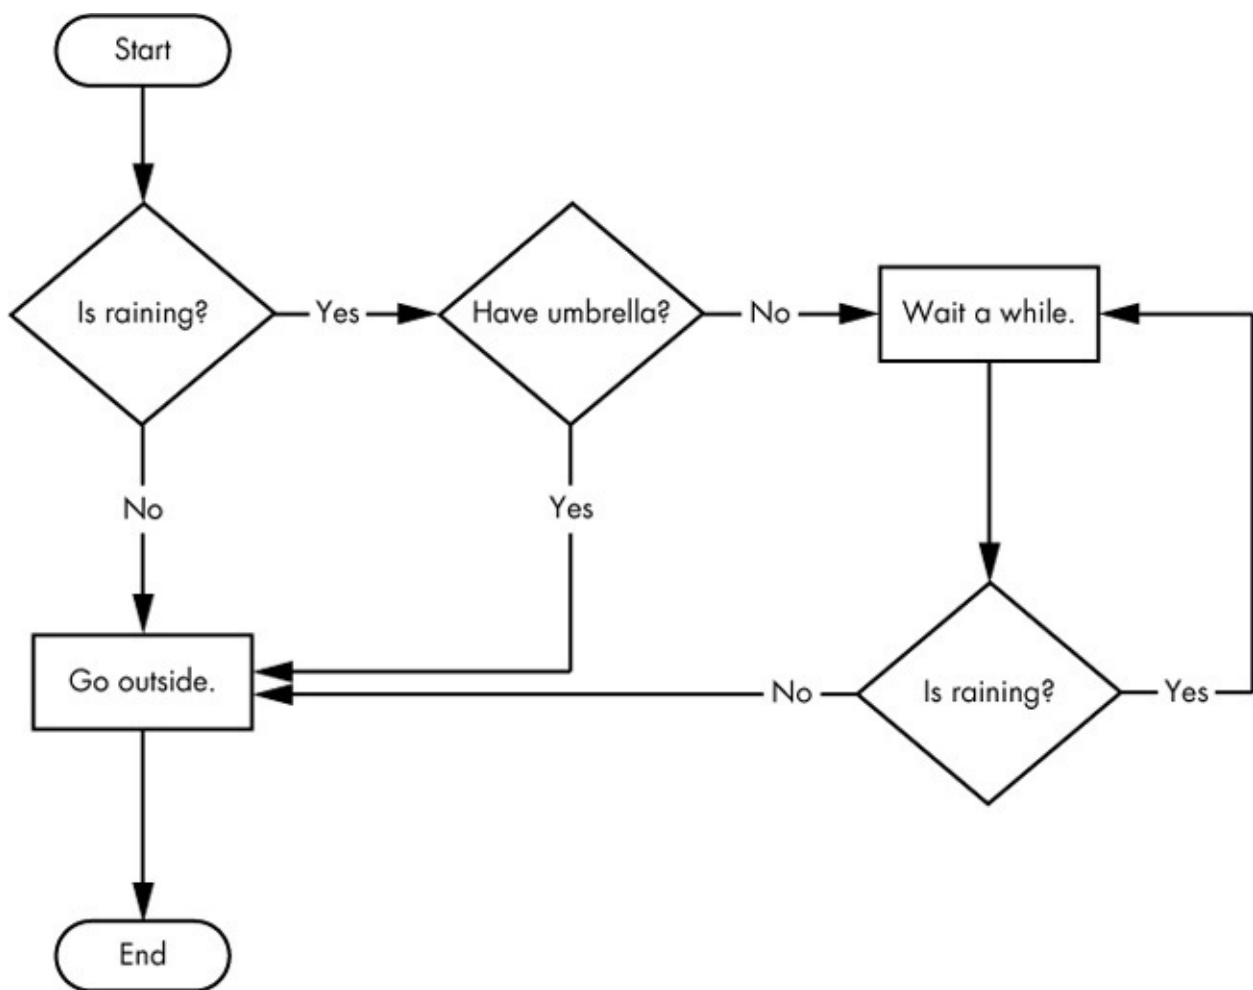 Start
Is raining?
Yes
Have umbrella?
No
Wait a while.
No
Yes
Go outside.
No
Is raining?
Yes
End